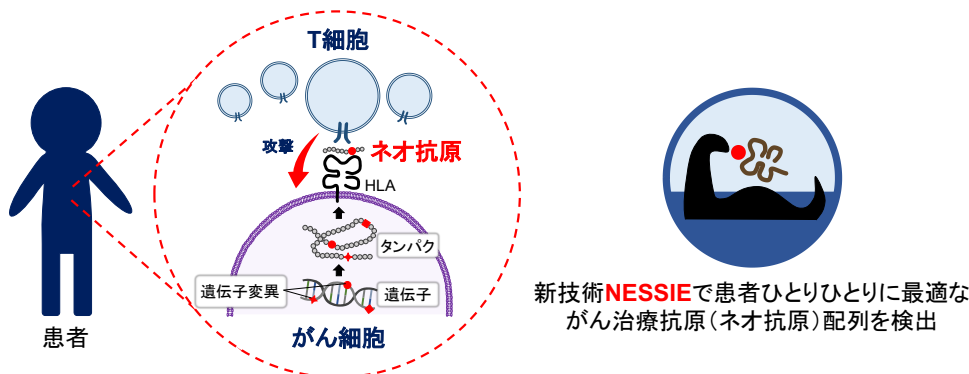 T細胞
攻撃
ネオ抗原
HLA
タンパク
遺伝子変異
遺伝子
がん細胞
患者
新技術NESSIEで患者ひとりひとりに最適な
がん治療抗原（ネオ抗原）配列を検出